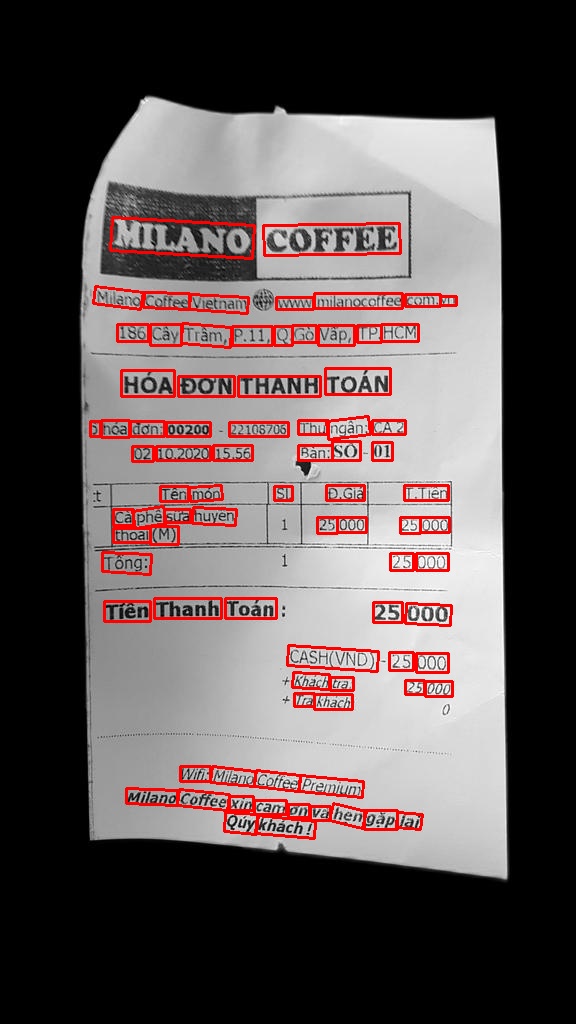 MILANO COFFEE
Milano Coffee Vietnam www.milanocoffee.com.vn
186 Cây Trâm, P.11, Q.Gò Vấp, TP.HCM
HÓA ĐƠN THANH TOÁN
hóa đơn: 00200 - 22108706 Thu ngân: CA 2
02.10.2020 15.56 Bàn: SỐ - 01
Tên món Sl Đ.Giá T.Tiền
Cà phê sữa huyền 1 25.000 25.000
thoại (M)
Tổng: 1 25.000
Tiền Thanh Toán : 25.000
CASH(VND) - 25.000
+ Khách trả 25.000
+ Trả khách 0
Wifi: Milano Coffee Premium
Milano Coffee xin cảm ơn và hẹn gặp lại
Qúy khách !